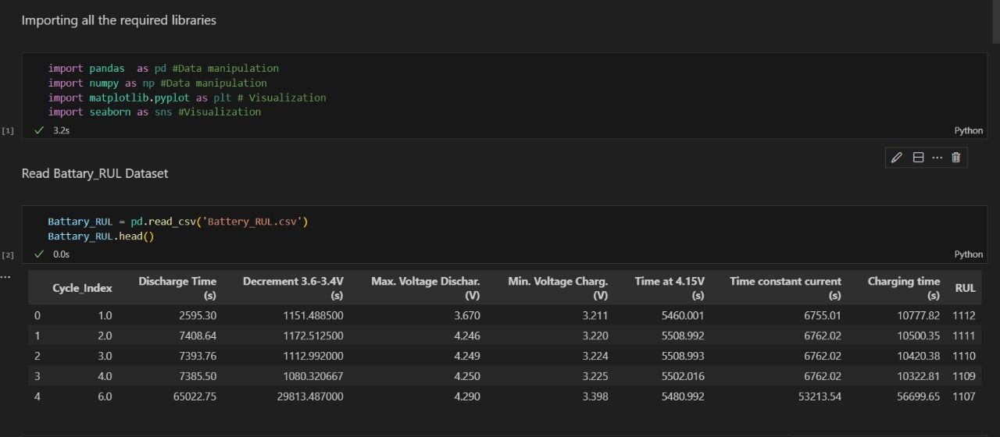 Importing all the required libraries
import pandas  as pd #Data manipulation
import numpy as np #Data manipulation
import matplotlib.pyplot as plt # Visualization
import seaborn as sns #Visualization
[1]
3.2s
Python
Read Battary_RUL Dataset
Battary_RUL = pd.read_csv('Battery_RUL.csv')
Battary_RUL.head()
[2]
0.0s
Python
Cycle_Index Discharge Time (s) Decrement 3.6-3.4V (s) Max. Voltage Dischar. (V) Min. Voltage Charg. (V) Time at 4.15V (s) Time constant current (s) Charging time (s) RUL
0 1.0 2595.30 1151.488500 3.670 3.211 5460.001 6755.01 10777.82 1112
1 2.0 7408.64 1172.512500 4.246 3.220 5508.992 6762.02 10500.35 1111
2 3.0 7393.76 1112.992000 4.249 3.224 5508.993 6762.02 10420.38 1110
3 4.0 7385.50 1080.320667 4.250 3.225 5502.016 6762.02 10322.81 1109
4 6.0 65022.75 29813.487000 4.290 3.398 5480.992 53213.54 56699.65 1107